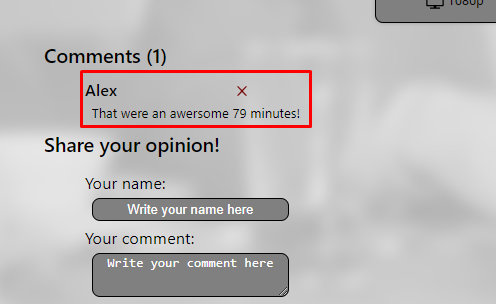 1080p
Comments (1)
Alex
That were an awersome 79 minutes!
Share your opinion!
Your name:
Write your name here
Your comment:
Write your comment here